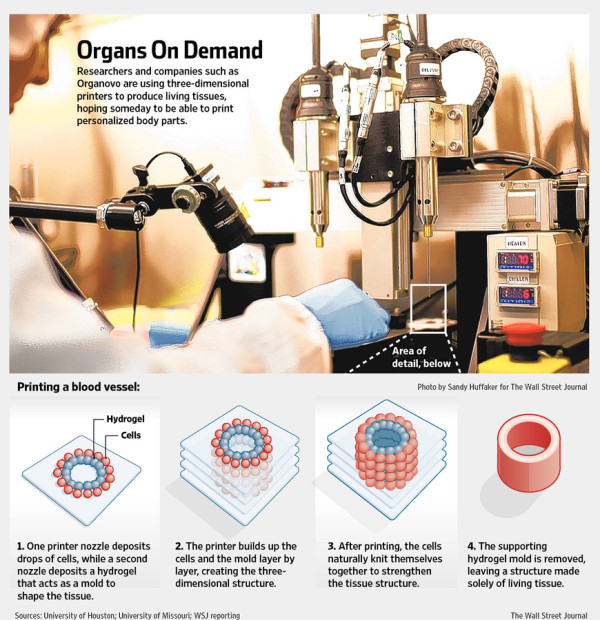 Organs On Demand
Researchers and companies such as
Organovo are using three-dimensional
printers to produce living tissues,
hoping someday to be able to print
personalized body parts.
HEATER
70
CHILLER
6
Area of
detail, below
Printing a blood vessel:
Photo by Sandy Huffaker for The Wall Street Journal
Hydrogel
Cells
1. One printer nozzle deposits
drops of cells, while a second
nozzle deposits a hydrogel
that acts as a mold to
shape the tissue.
2. The printer builds up the
cells and the mold layer by
layer, creating the three-
dimensional structure.
3. After printing, the cells
naturally knit themselves
together to strengthen
the tissue structure.
4. The supporting
hydrogel mold is removed,
leaving a structure made
solely of living tissue.
Sources: University of Houston; University of Missouri; WSJ reporting
The Wall Street Journal